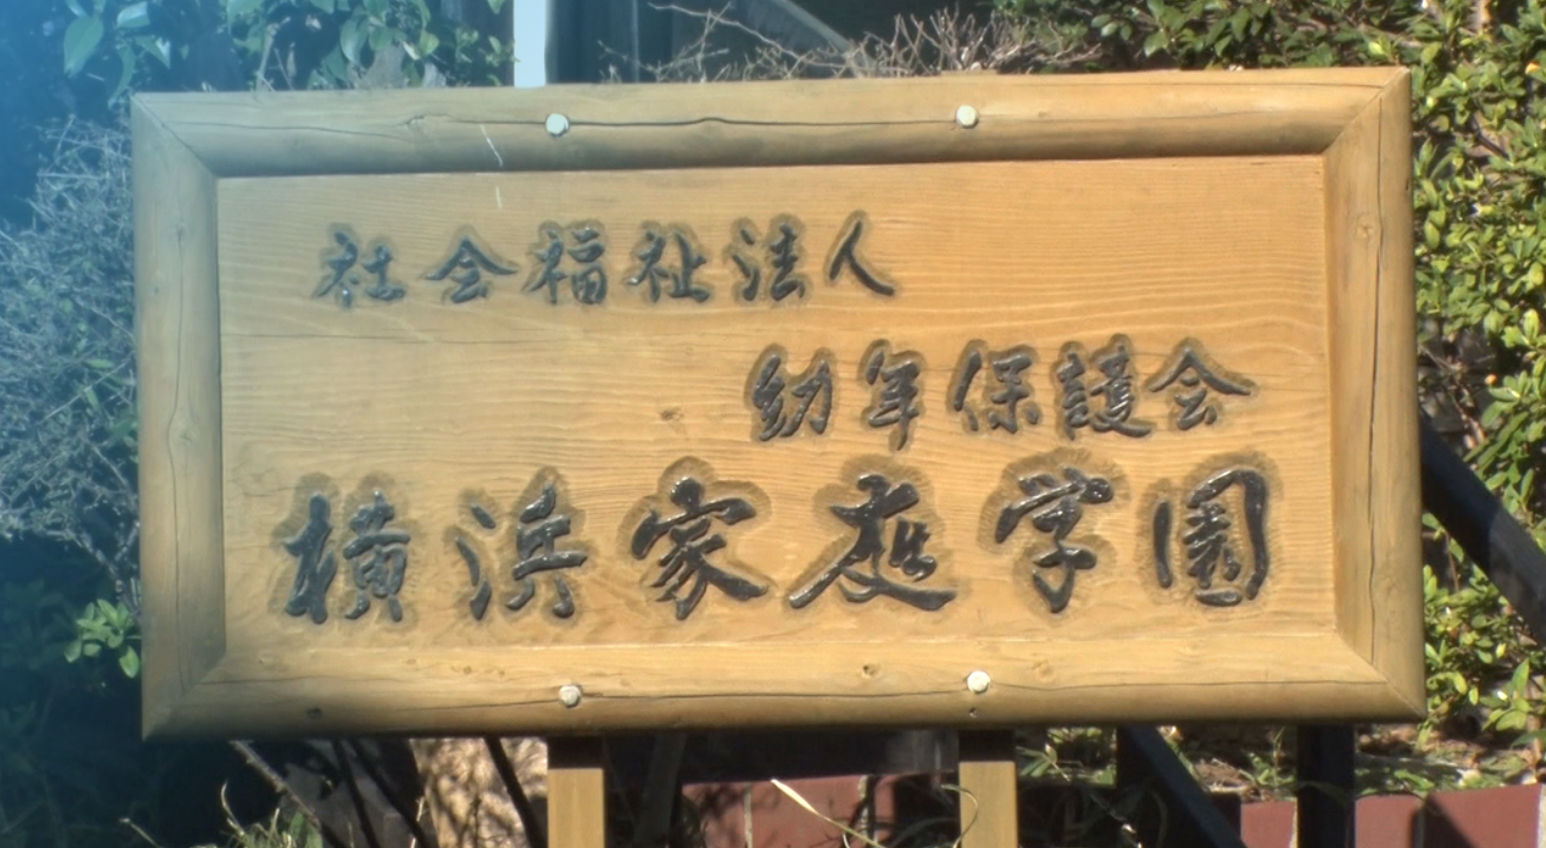 社会福祉法人
幼年保護会
横浜家庭学園